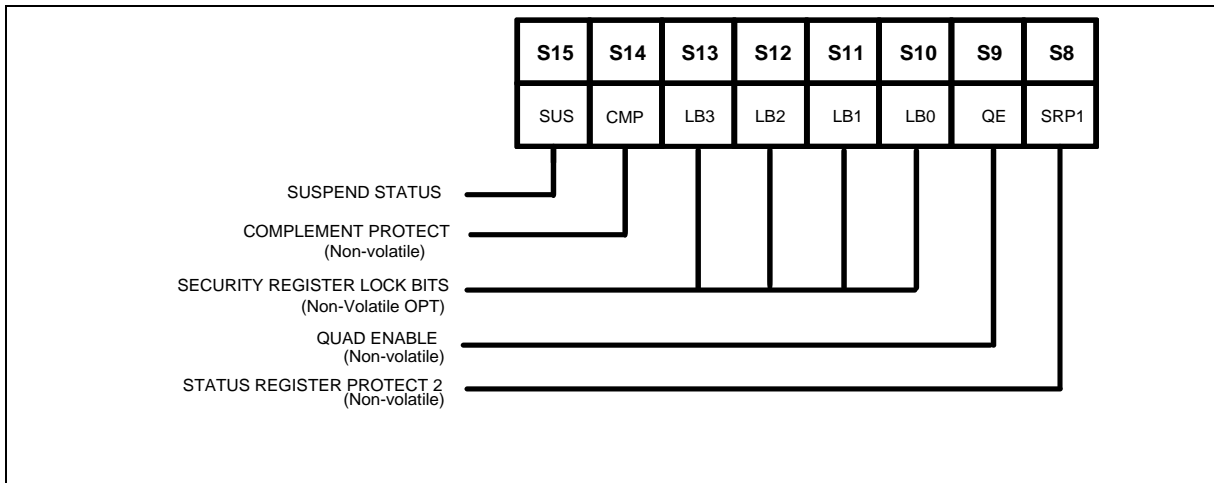 S15 S14 S13 S12 S11 S10 S9 S8
SUS CMP LB3 LB2 LB1 LB0 QE SRP1
SUSPEND STATUS
COMPLEMENT PROTECT
(Non-volatile)
SECURITY REGISTER LOCK BITS
(Non-Volatile OPT)
QUAD ENABLE
(Non-volatile)
STATUS REGISTER PROTECT 2
(Non-volatile)